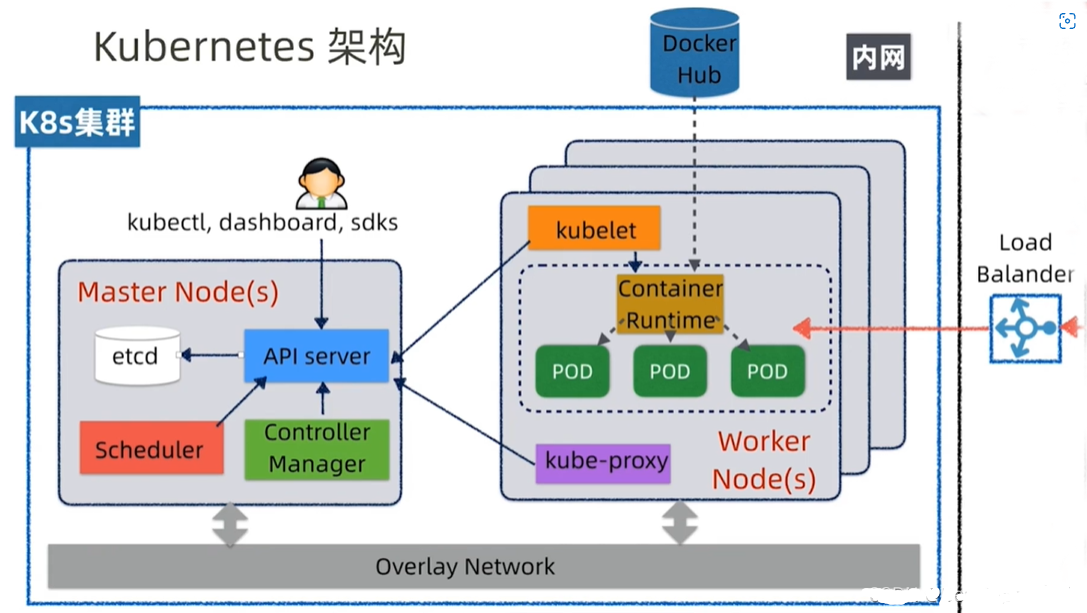 Kubernetes 架构
Docker
Hub
内网
K8s集群
kubectl, dashboard, sdks
Master Node(s)
etcd
API server
Scheduler
Controller
Manager
kubelet
Container
Runtime
POD
POD
POD
kube-proxy
Worker
Node(s)
Load
Balander
Overlay Network